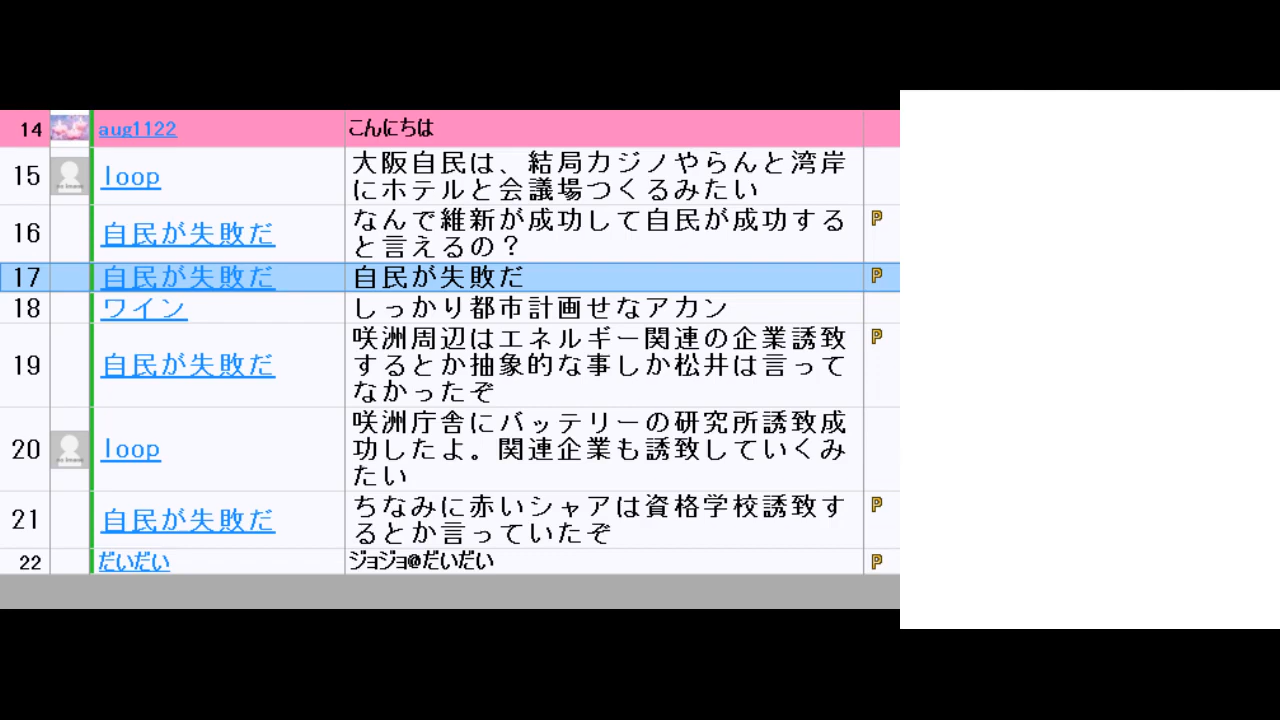 14 aug1122 こんにちは
15 loop 大阪自民は、結局カジノやらんと湾岸
にホテルと会議場つくるみたい
16 自民が失敗だ なんで維新が成功して自民が成功する P
と言えるの？
17 自民が失敗だ 自民が失敗だ P
18 ワイン しっかり都市計画せなアカン
19 自民が失敗だ 咲洲周辺はエネルギー関連の企業誘致 P
するとか抽象的な事しか松井は言って
なかったぞ
20 loop 咲洲庁舎にバッテリーの研究所誘致成
功したよ。関連企業も誘致していくみ
たい
21 自民が失敗だ ちなみに赤いシャアは資格学校誘致す P
るとか言っていたぞ
22 だいだい ジョジョ@だいだい P